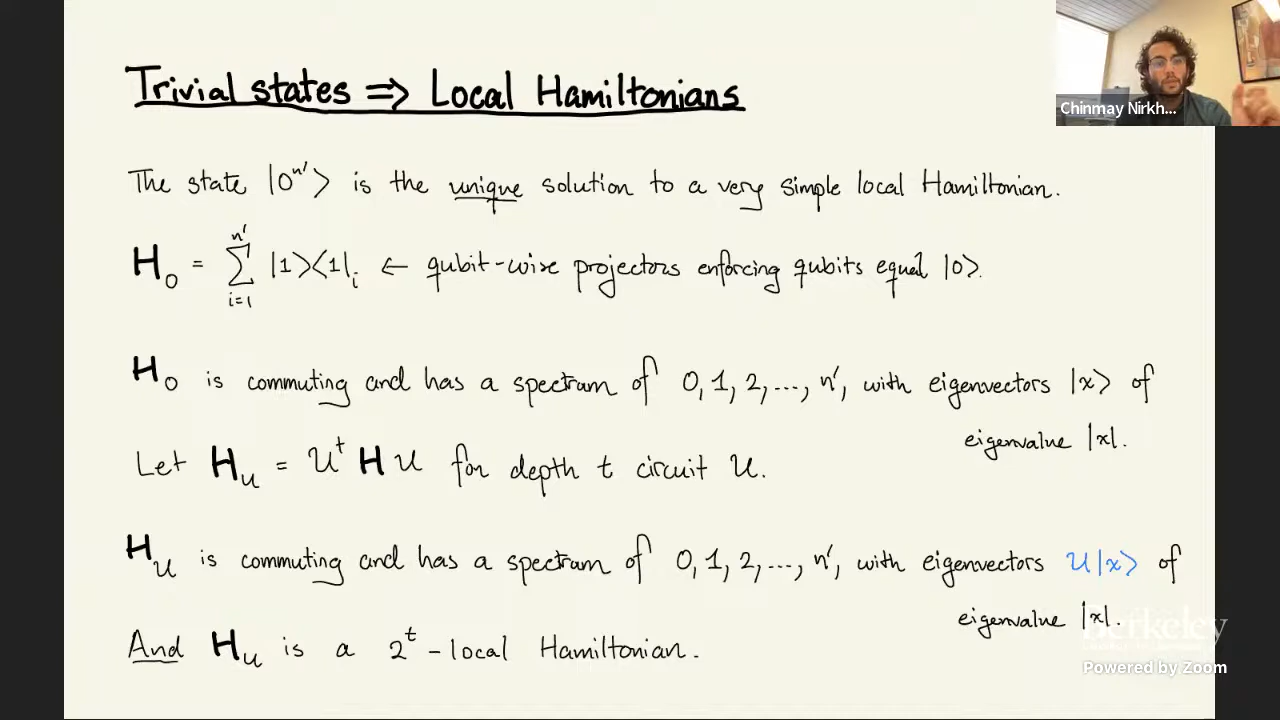 Trivial states ⇒ Local Hamiltonians
Chinmay Nirkh...
The state |0^{n'}⟩ is the unique solution to a very simple local Hamiltonian.
H_0 = \sum_{i=1}^{n'} |1⟩⟨1|_i ← qubit-wise projectors enforcing qubits equal |0⟩.
H_0 is commuting and has a spectrum of 0, 1, 2, ..., n', with eigenvectors |x⟩ of
eigenvalue |x|.
Let H_U = U^† H U for depth t circuit U.
H_U is commuting and has a spectrum of 0, 1, 2, ..., n', with eigenvectors U|x⟩ of
eigenvalue |x|.
And H_U is a 2^t-local Hamiltonian.
Berkeley
Powered by Zoom